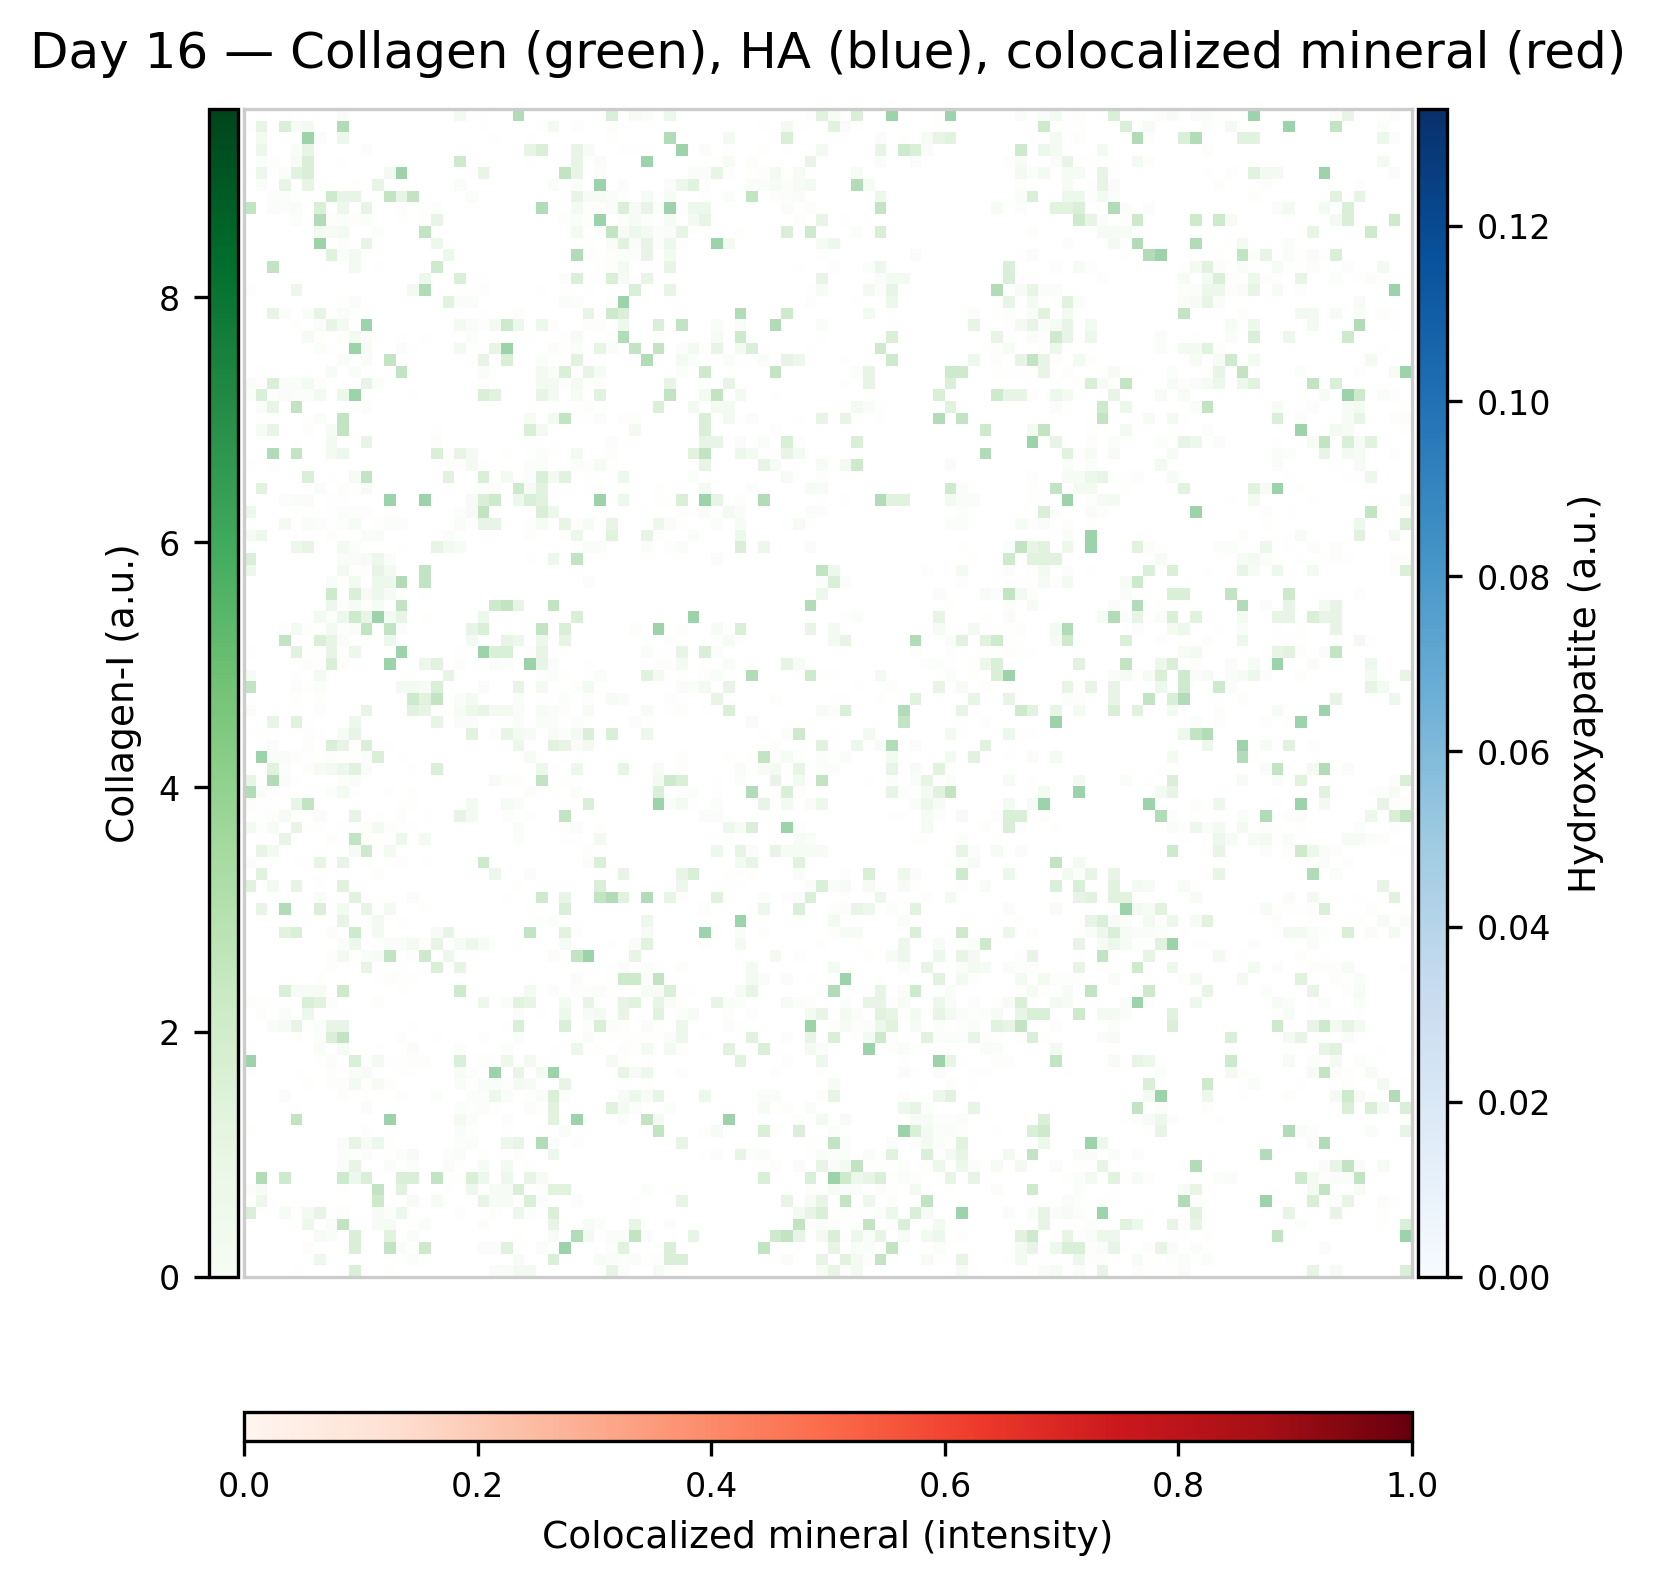 Day 16 — Collagen (green), HA (blue), colocalized mineral (red)
Collagen-I (a.u.)
8
6
4
2
0
0.12
0.10
0.08
0.06
0.04
0.02
0.00
Hydroxyapatite (a.u.)
0.0 0.2 0.4 0.6 0.8 1.0
Colocalized mineral (intensity)